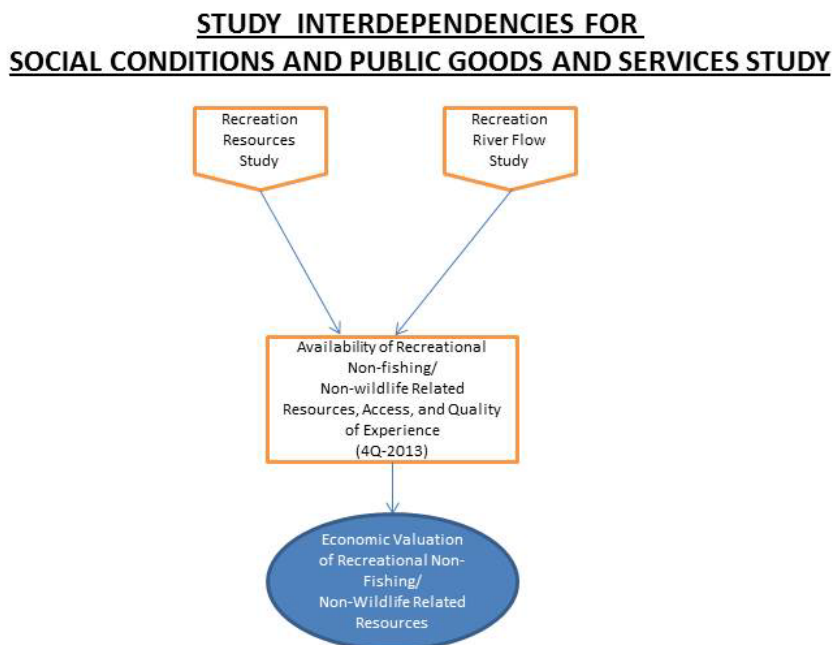 STUDY INTERDEPENDENCIES FOR
SOCIAL CONDITIONS AND PUBLIC GOODS AND SERVICES STUDY
Recreation
Resources
Study
Recreation
River Flow
Study
Availability of Recreational
Non-fishing/
Non-wildlife Related
Resources, Access, and Quality
of Experience
(4Q-2013)
Economic Valuation
of Recreational Non-
Fishing/
Non-Wildlife Related
Resources